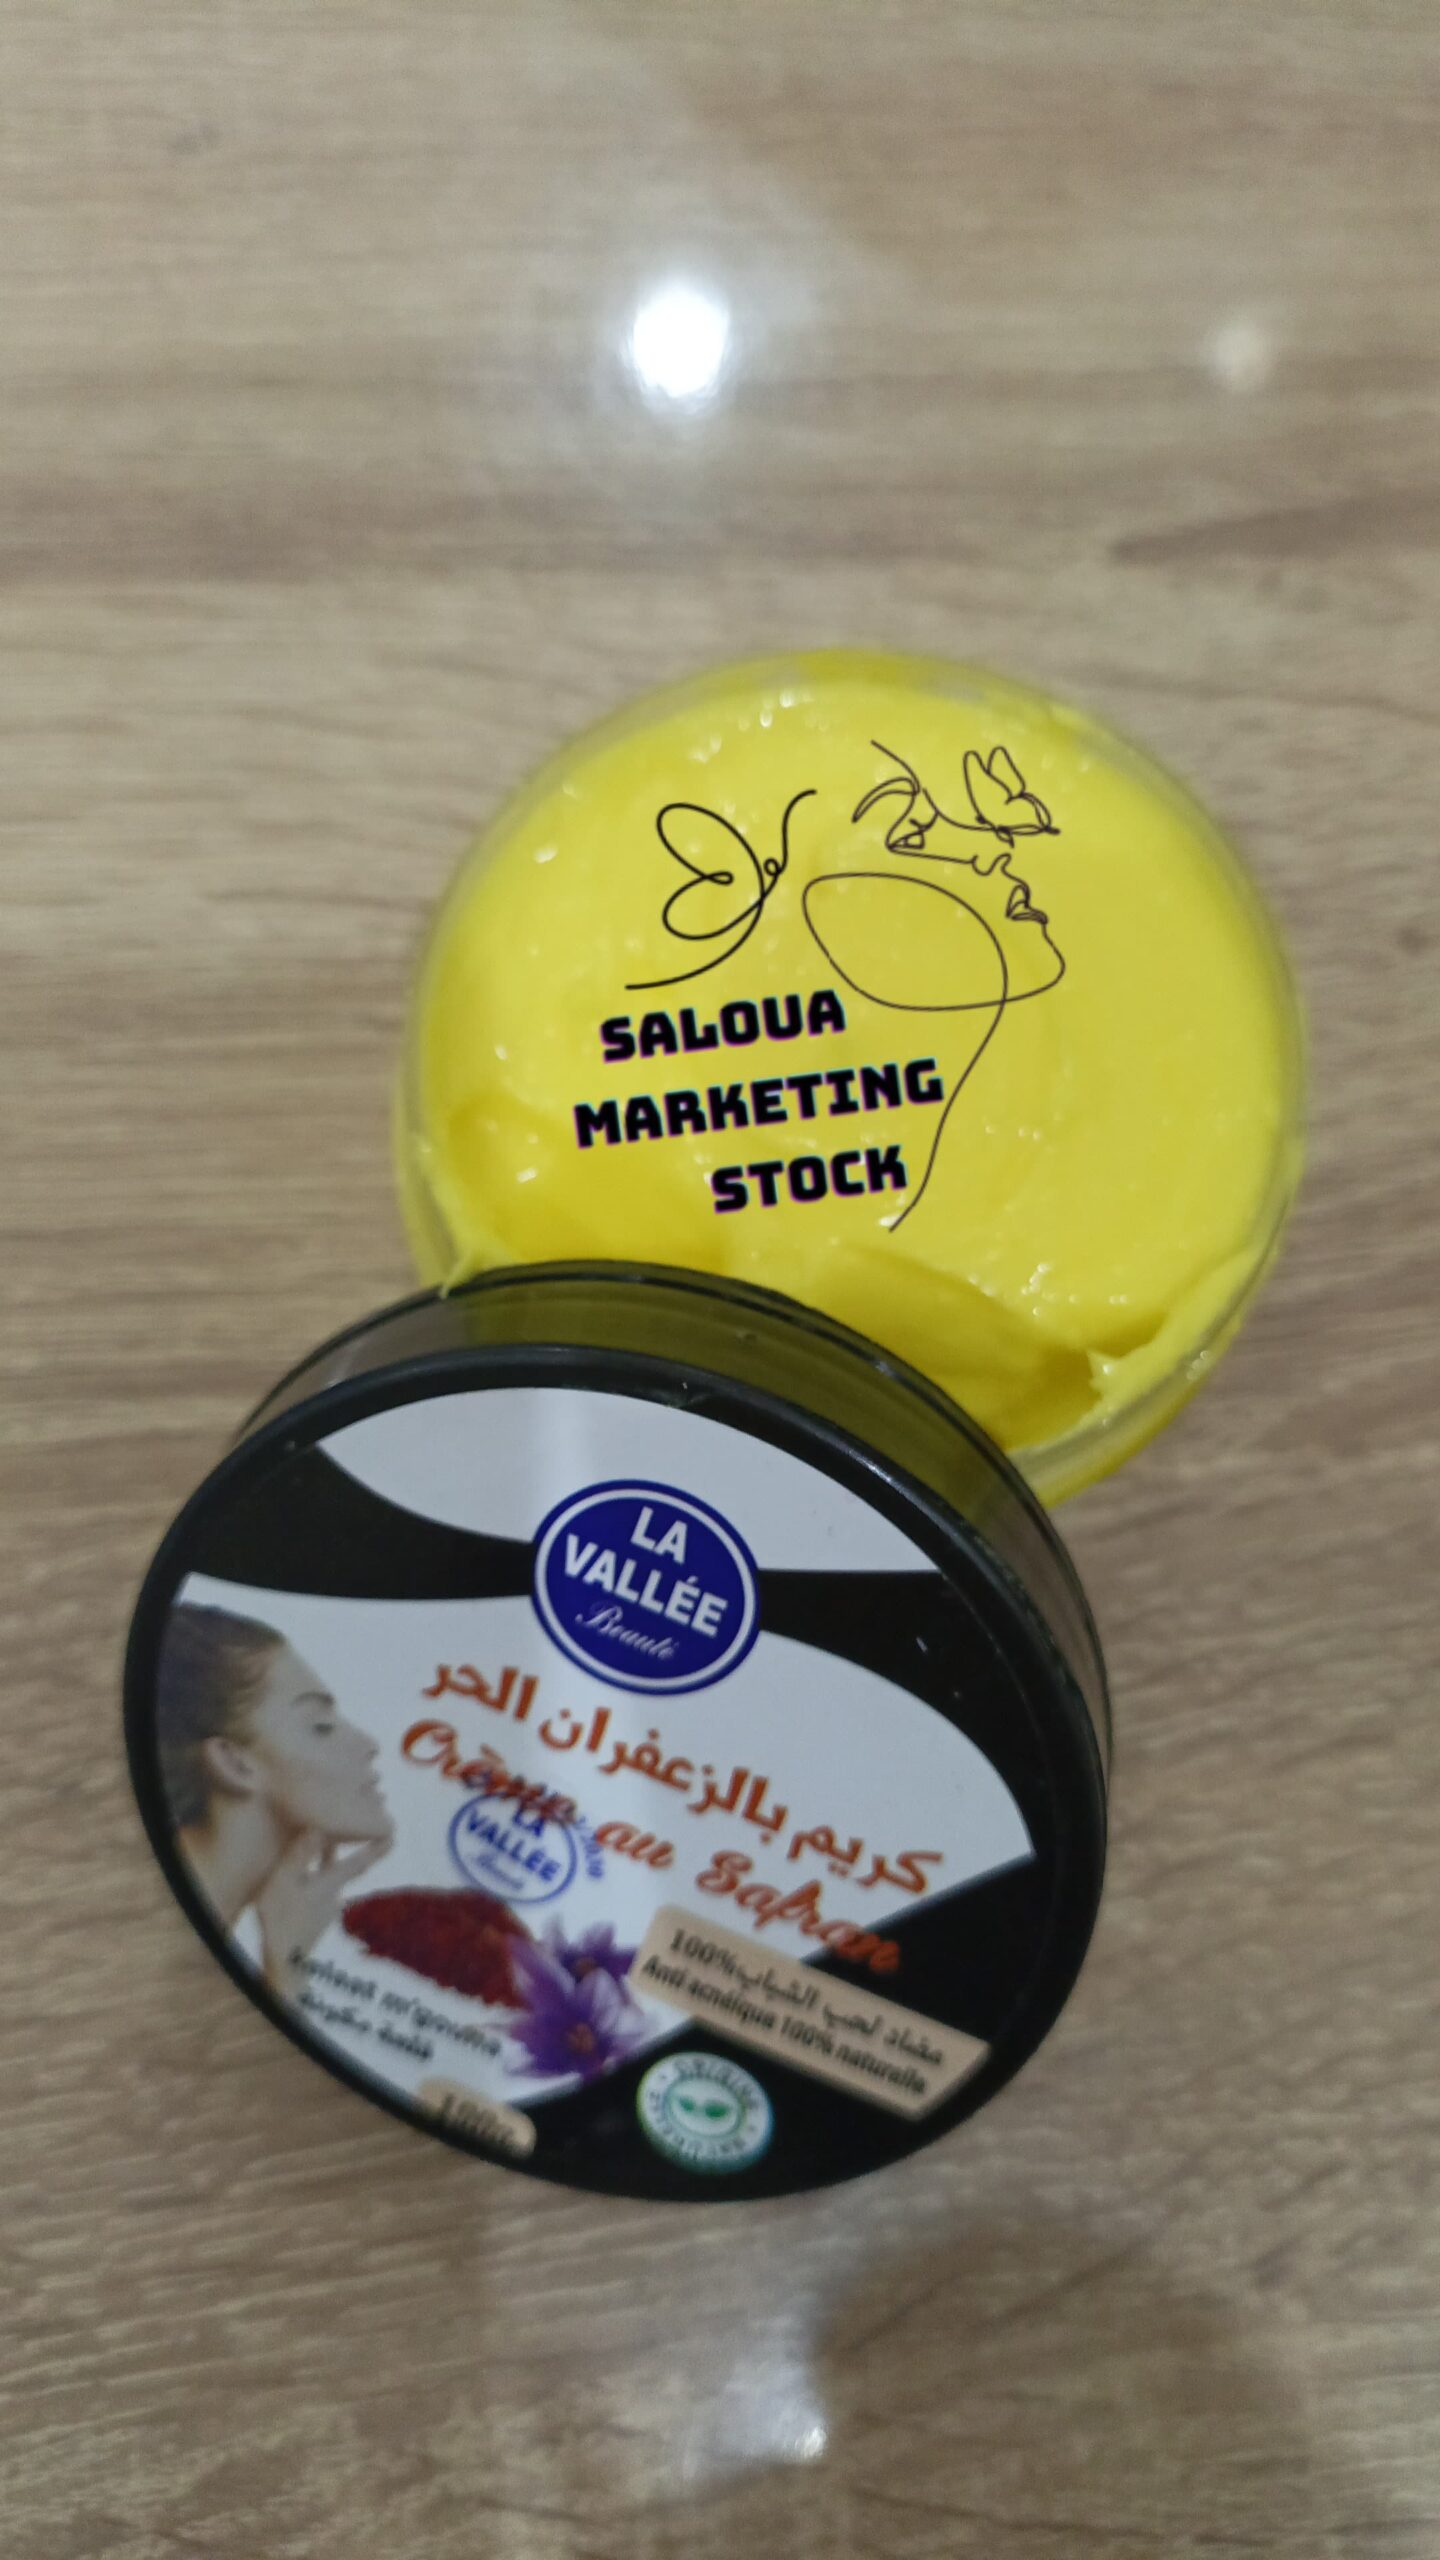 SALOUA
MARKETING
STOCK
LA
VALLÉE
Beauté
كريم بالزعفران الحر
Crème au Safran
LA
VALLÉE
مضاد لحب الشباب 100%
Anti acnéique 100% naturelle